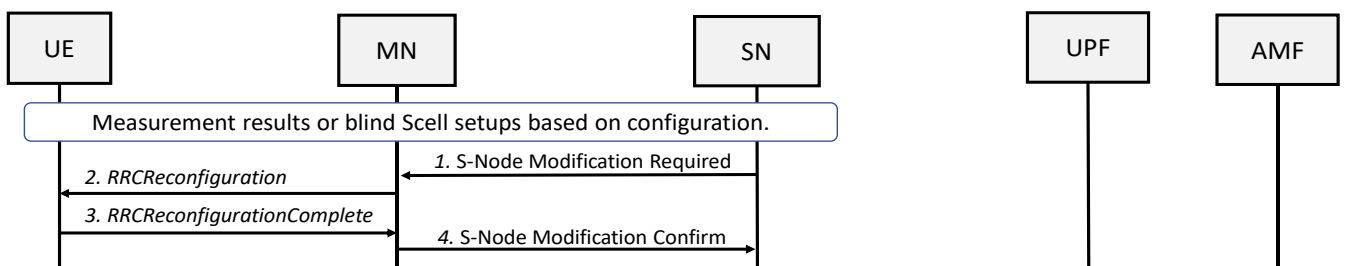 UE
MN
SN
UPF
AMF
Measurement results or blind Scell setups based on configuration.
1. S-Node Modification Required
2. RRCReconfiguration
3. RRCReconfigurationComplete
4. S-Node Modification Confirm